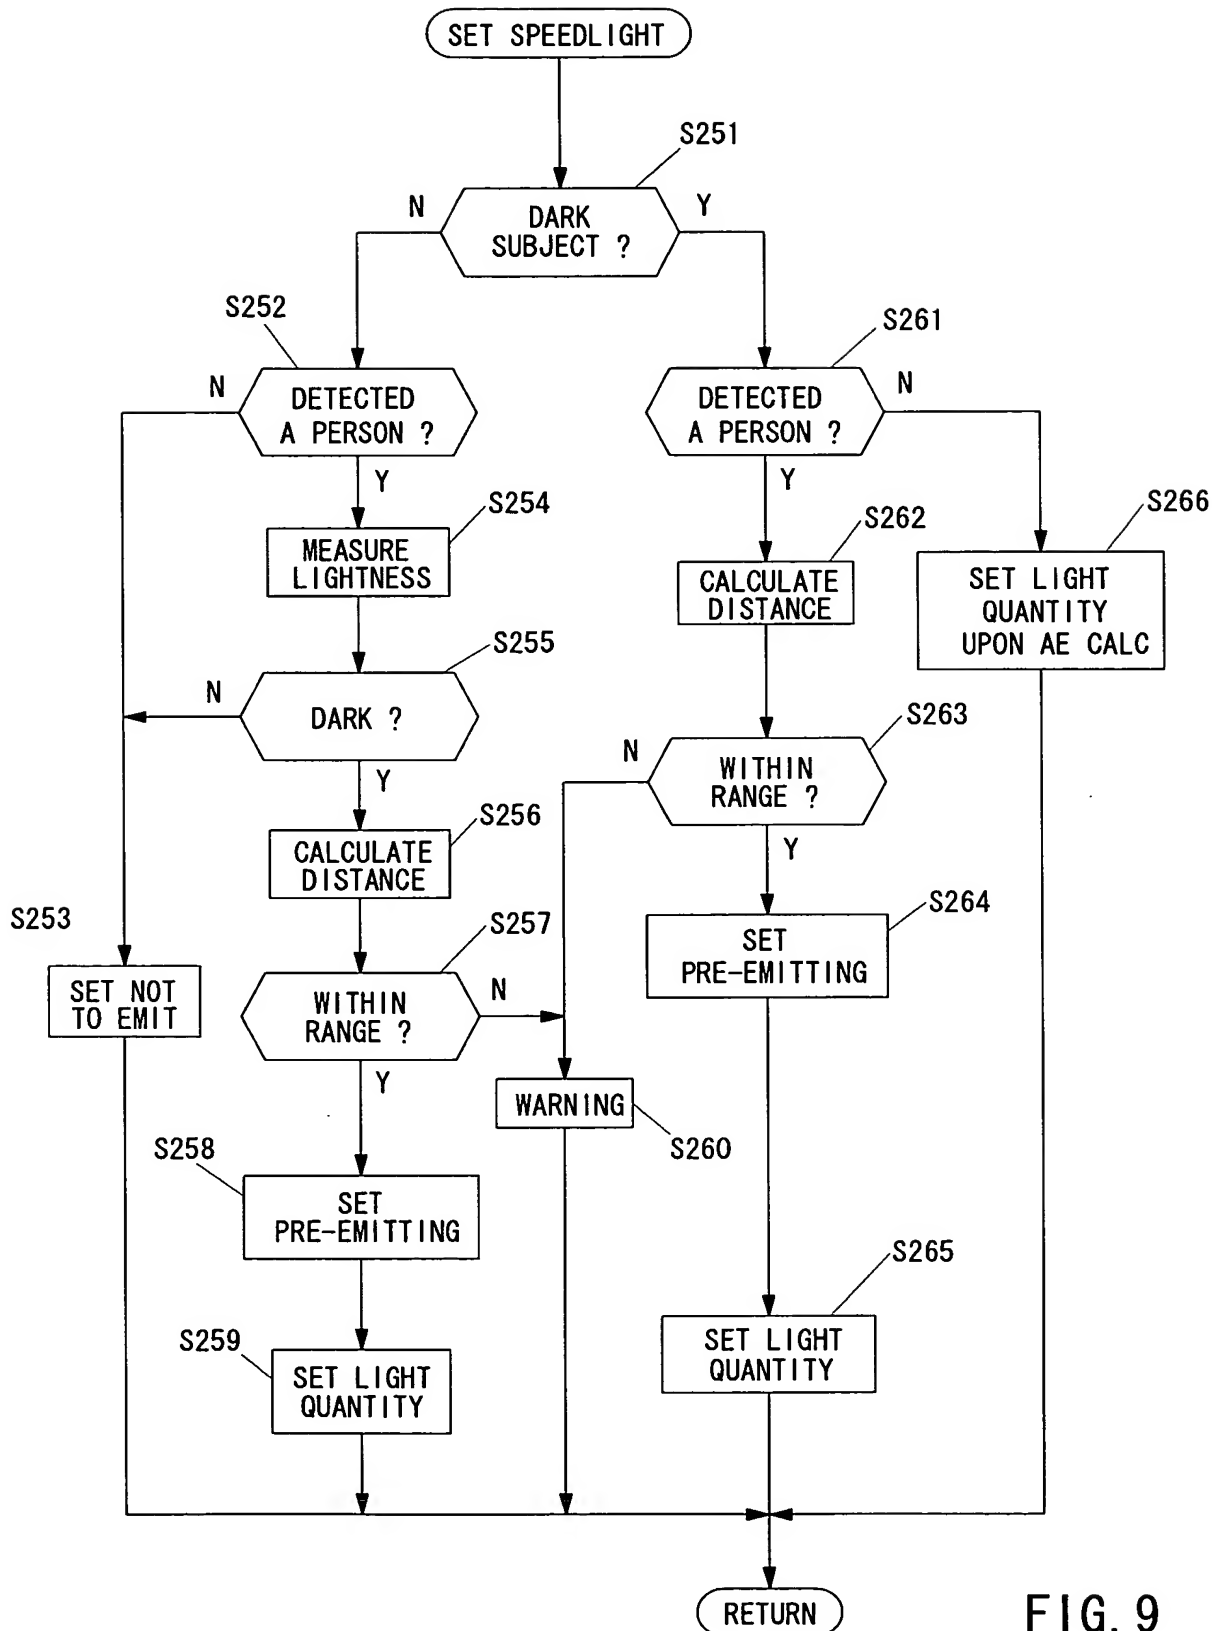 SET SPEEDLIGHT
S251
N
DARK
SUBJECT ?
Y
S252
N
DETECTED
A PERSON ?
Y
S261
DETECTED
A PERSON ?
N
Y
S254
MEASURE
LIGHTNESS
S262
CALCULATE
DISTANCE
S266
SET LIGHT
QUANTITY
UPON AE CALC
S255
N
DARK ?
Y
S263
N
WITHIN
RANGE ?
Y
S256
CALCULATE
DISTANCE
S264
SET
PRE-EMITTING
S253
SET NOT
TO EMIT
S257
WITHIN
RANGE ?
N
Y
WARNING
S260
S258
SET
PRE-EMITTING
S265
SET LIGHT
QUANTITY
S259
SET LIGHT
QUANTITY
RETURN
FIG. 9